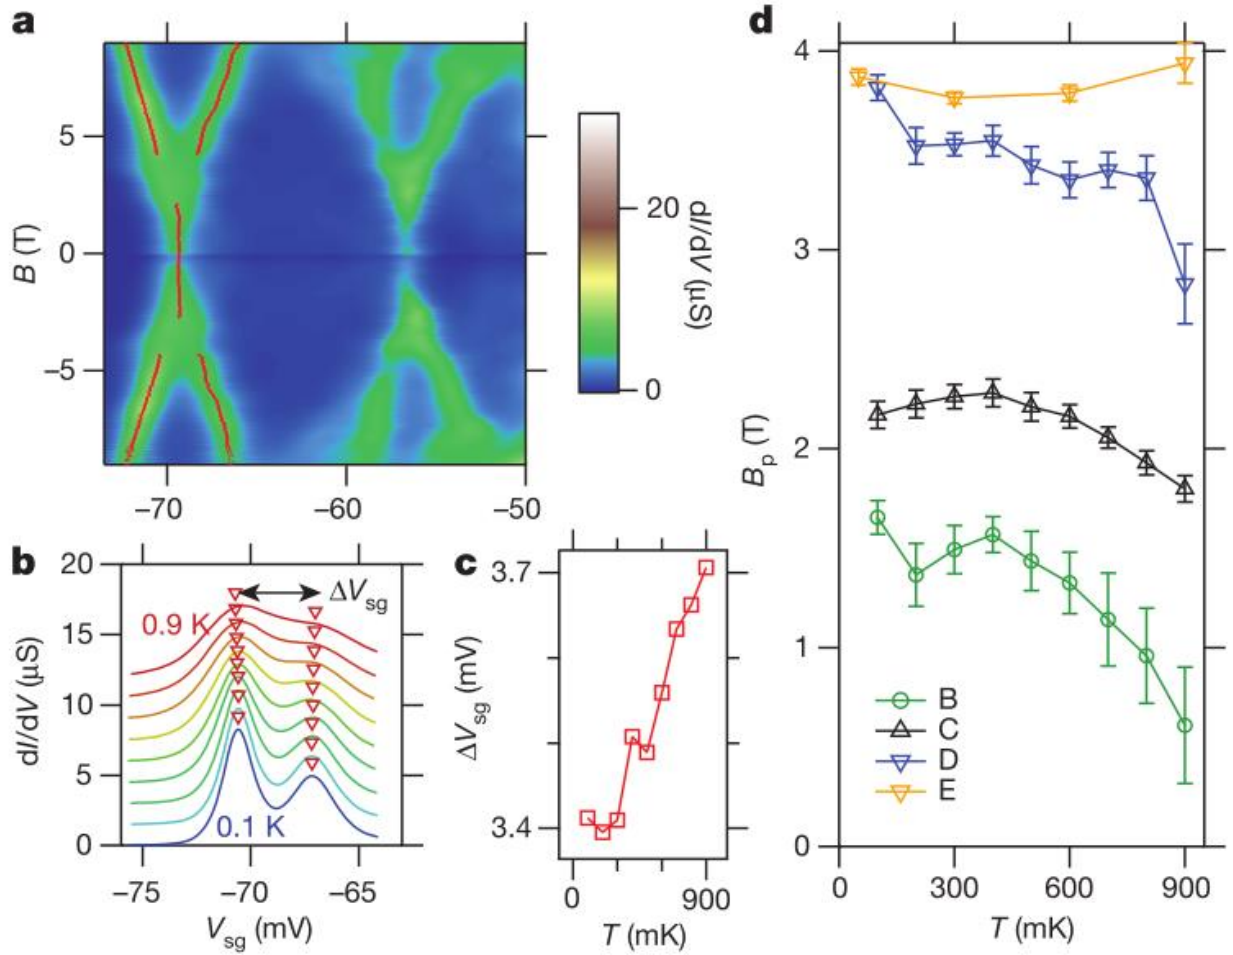 a
5
0
−5
B (T)
−70
−60
−50
20
0
dI/dV (µS)
b
20
15
10
5
0
dI/dV (µS)
0.9 K
ΔVsg
0.1 K
−75
−70
−65
Vsg (mV)
c
3.7
3.4
ΔVsg (mV)
0
900
T (mK)
d
4
3
2
1
0
Bp (T)
B
C
D
E
0
300
600
900
T (mK)